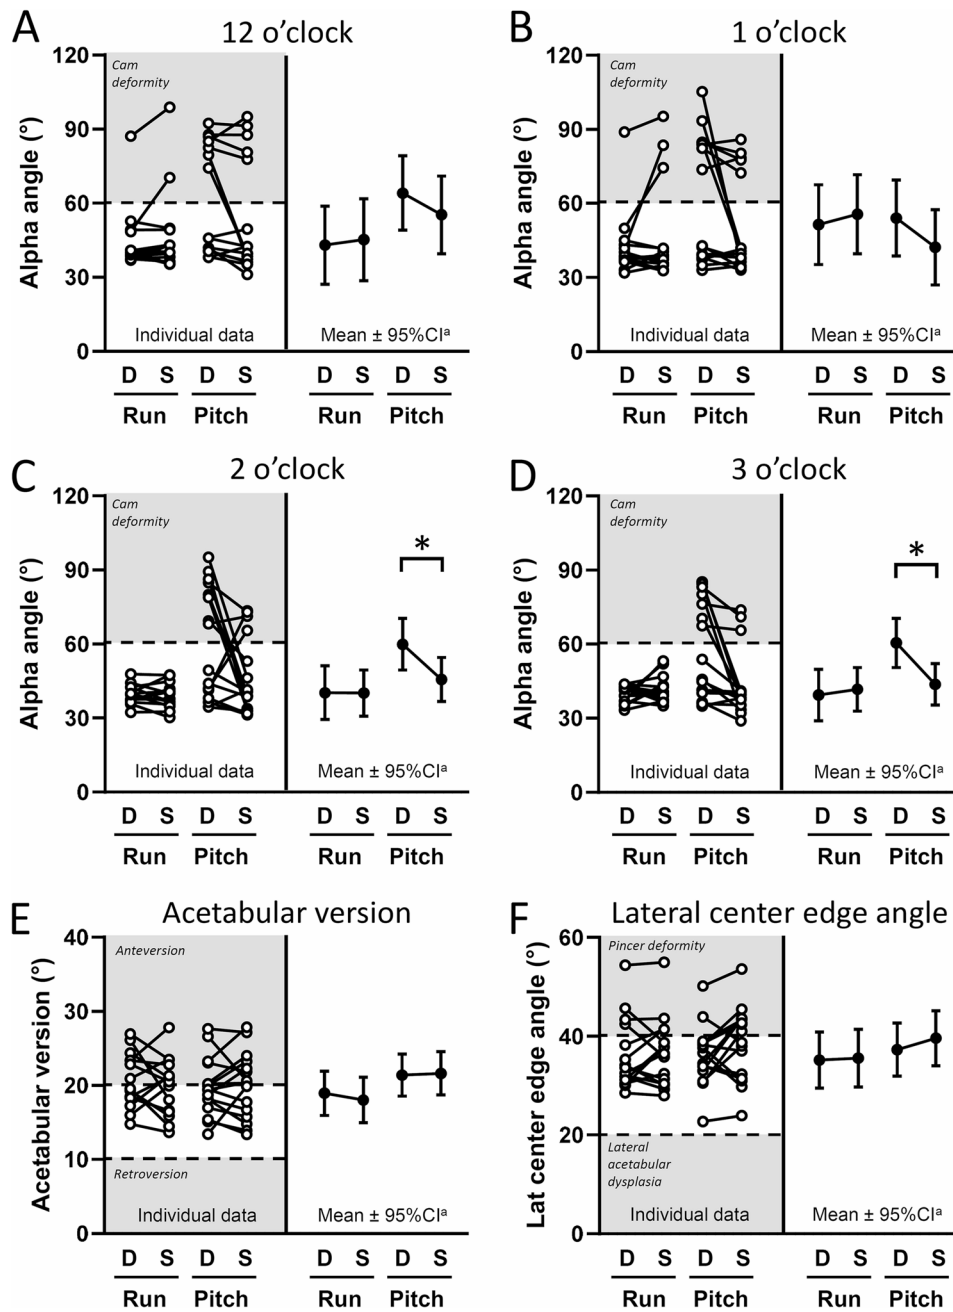 A
12 o’clock
Alpha angle (°)
120
90
60
30
0
Cam
deformity
Individual data
Mean ± 95%CIᵃ
D S D S D S D S
Run Pitch Run Pitch
B
1 o’clock
Alpha angle (°)
120
90
60
30
0
Cam
deformity
Individual data
Mean ± 95%CIᵃ
D S D S D S D S
Run Pitch Run Pitch
C
2 o’clock
Alpha angle (°)
120
90
60
30
0
Cam
deformity
*
Individual data
Mean ± 95%CIᵃ
D S D S D S D S
Run Pitch Run Pitch
D
3 o’clock
Alpha angle (°)
120
90
60
30
0
Cam
deformity
*
Individual data
Mean ± 95%CIᵃ
D S D S D S D S
Run Pitch Run Pitch
E
Acetabular version
Acetabular version (°)
40
30
20
10
0
Anteversion
Retroversion
Individual data
Mean ± 95%CIᵃ
D S D S D S D S
Run Pitch Run Pitch
F
Lateral center edge angle
Lat center edge angle (°)
60
40
20
0
Pincer deformity
Lateral
acetabular
dysplasia
Individual data
Mean ± 95%CIᵃ
D S D S D S D S
Run Pitch Run Pitch